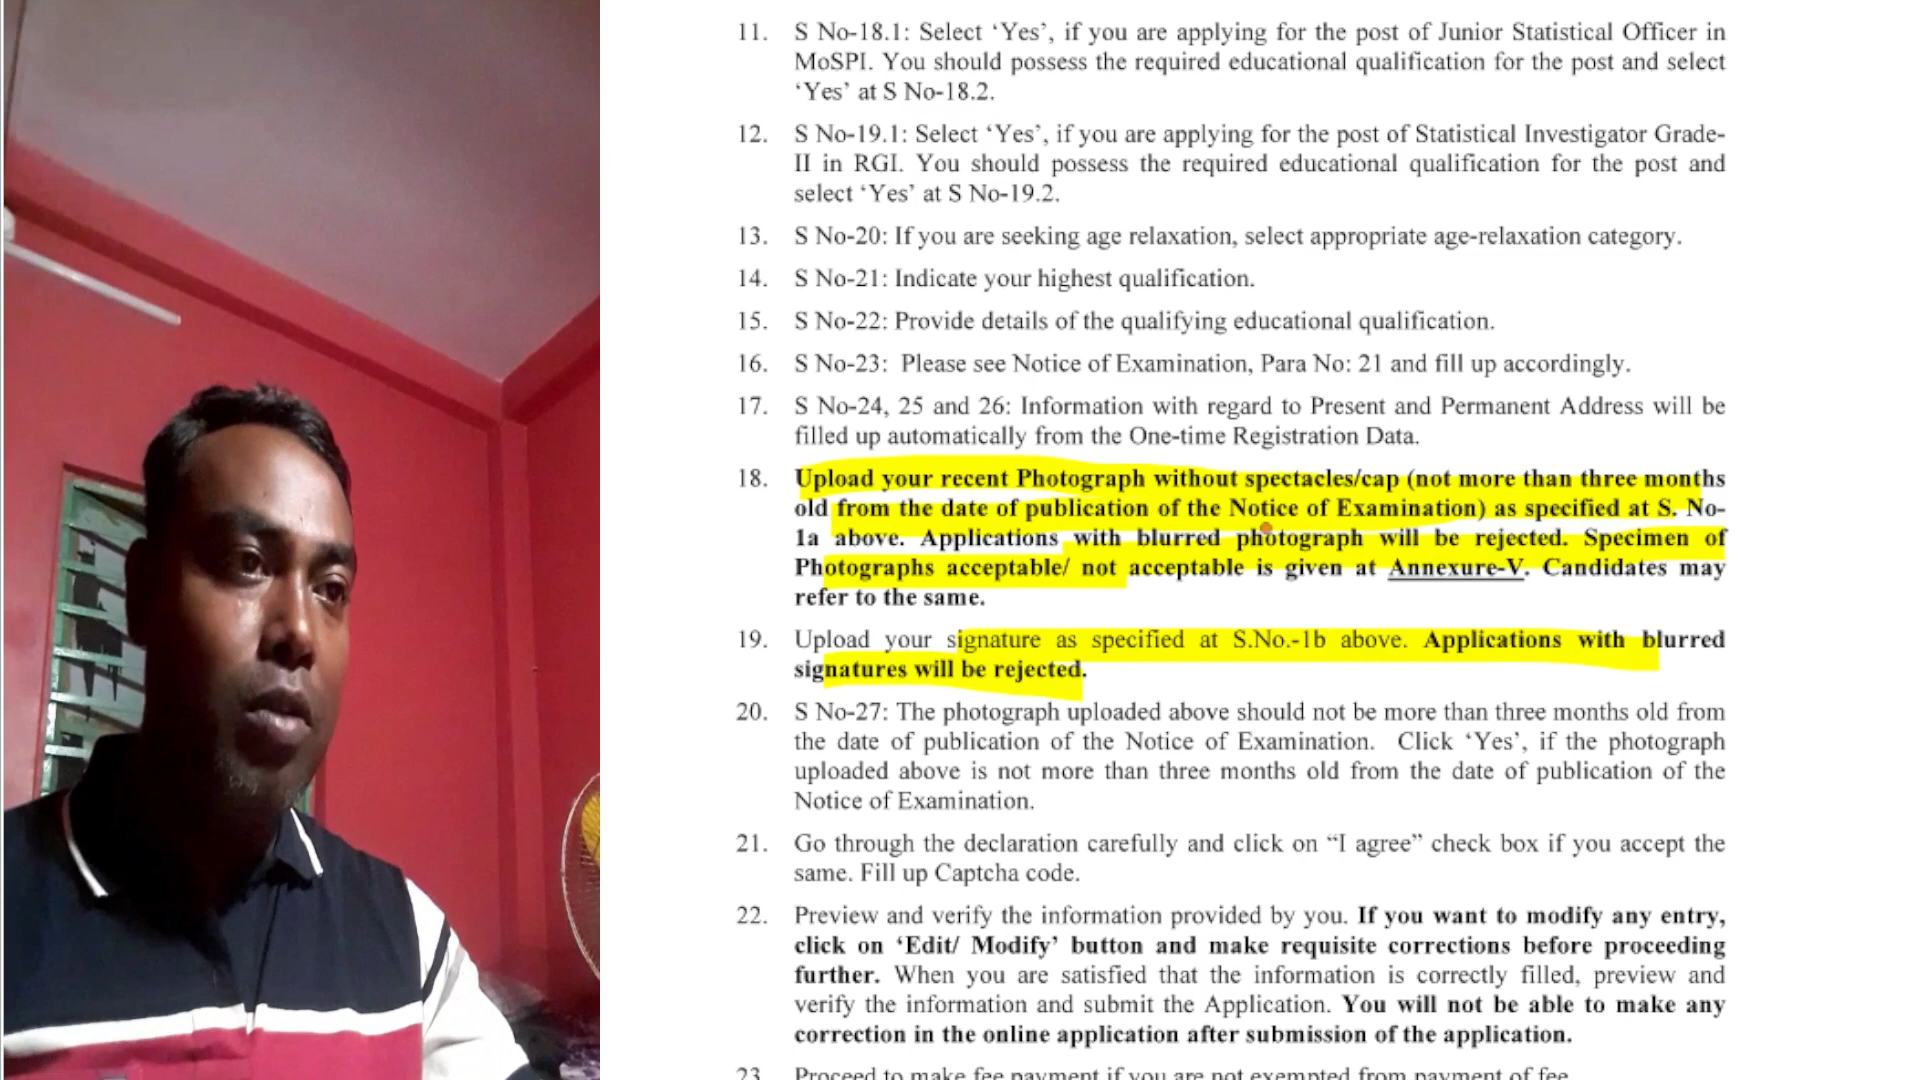 11. S No-18.1: Select ‘Yes’, if you are applying for the post of Junior Statistical Officer in
MoSPI. You should possess the required educational qualification for the post and select
‘Yes’ at S No-18.2.
12. S No-19.1: Select ‘Yes’, if you are applying for the post of Statistical Investigator Grade-
II in RGI. You should possess the required educational qualification for the post and
select ‘Yes’ at S No-19.2.
13. S No-20: If you are seeking age relaxation, select appropriate age-relaxation category.
14. S No-21: Indicate your highest qualification.
15. S No-22: Provide details of the qualifying educational qualification.
16. S No-23: Please see Notice of Examination, Para No: 21 and fill up accordingly.
17. S No-24, 25 and 26: Information with regard to Present and Permanent Address will be
filled up automatically from the One-time Registration Data.
18. Upload your recent Photograph without spectacles/cap (not more than three months
old from the date of publication of the Notice of Examination) as specified at S. No-
1a above. Applications with blurred photograph will be rejected. Specimen of
Photographs acceptable/ not acceptable is given at Annexure-V. Candidates may
refer to the same.
19. Upload your signature as specified at S.No.-1b above. Applications with blurred
signatures will be rejected.
20. S No-27: The photograph uploaded above should not be more than three months old from
the date of publication of the Notice of Examination. Click ‘Yes’, if the photograph
uploaded above is not more than three months old from the date of publication of the
Notice of Examination.
21. Go through the declaration carefully and click on “I agree” check box if you accept the
same. Fill up Captcha code.
22. Preview and verify the information provided by you. If you want to modify any entry,
click on ‘Edit/ Modify’ button and make requisite corrections before proceeding
further. When you are satisfied that the information is correctly filled, preview and
verify the information and submit the Application. You will not be able to make any
correction in the online application after submission of the application.
23. Proceed to make fee payment if you are not exempted from payment of fee.